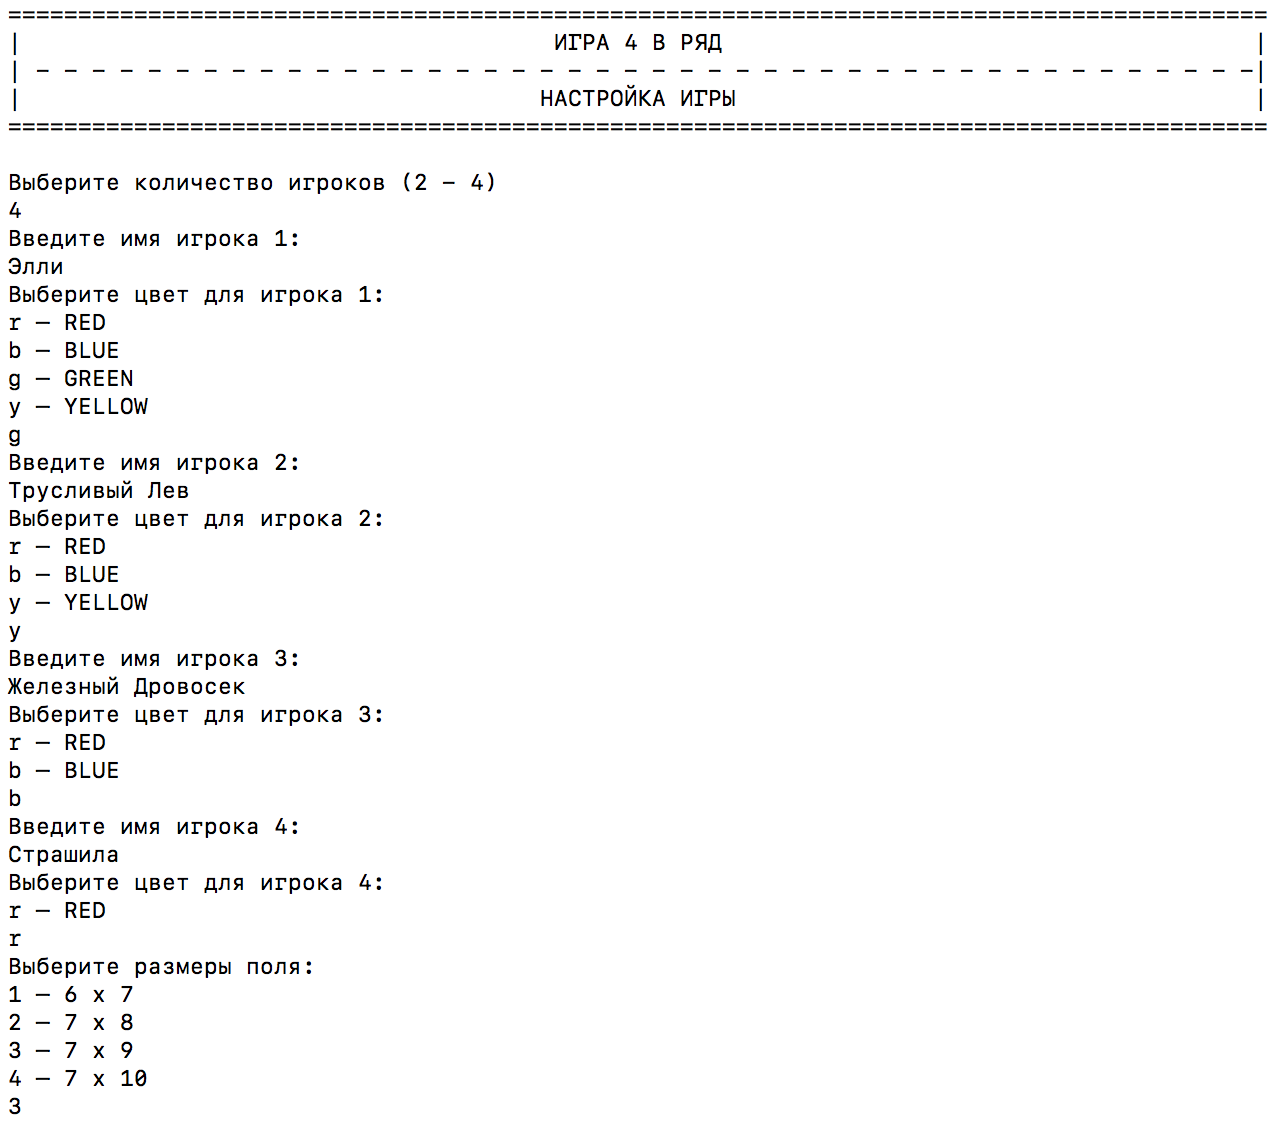 ==========================================================================================
|                                      ИГРА 4 В РЯД                                      |
| - - - - - - - - - - - - - - - - - - - - - - - - - - - - - - - - - - - - - - - - - - - -|
|                                     НАСТРОЙКА ИГРЫ                                     |
==========================================================================================
Выберите количество игроков (2 - 4)
4
Введите имя игрока 1:
Элли
Выберите цвет для игрока 1:
r — RED
b — BLUE
g — GREEN
y — YELLOW
g
Введите имя игрока 2:
Трусливый Лев
Выберите цвет для игрока 2:
r — RED
b — BLUE
y — YELLOW
y
Введите имя игрока 3:
Железный Дровосек
Выберите цвет для игрока 3:
r — RED
b — BLUE
b
Введите имя игрока 4:
Страшила
Выберите цвет для игрока 4:
r — RED
r
Выберите размеры поля:
1 — 6 x 7
2 — 7 x 8
3 — 7 x 9
4 — 7 x 10
3